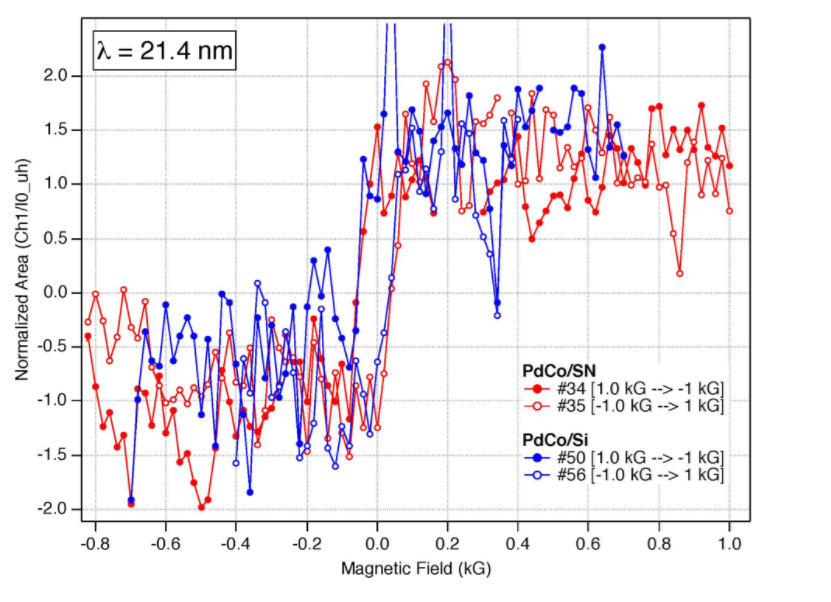 λ = 21.4 nm
2.0
1.5
1.0
0.5
0.0
-0.5
-1.0
-1.5
-2.0
Normalized Area (Ch1/I0_uh)
PdCo/SN
#34 [1.0 kG --> -1 kG]
#35 [-1.0 kG --> 1 kG]
PdCo/Si
#50 [1.0 kG --> -1 kG]
#56 [-1.0 kG --> 1 kG]
-0.8 -0.6 -0.4 -0.2 0.0 0.2 0.4 0.6 0.8 1.0
Magnetic Field (kG)